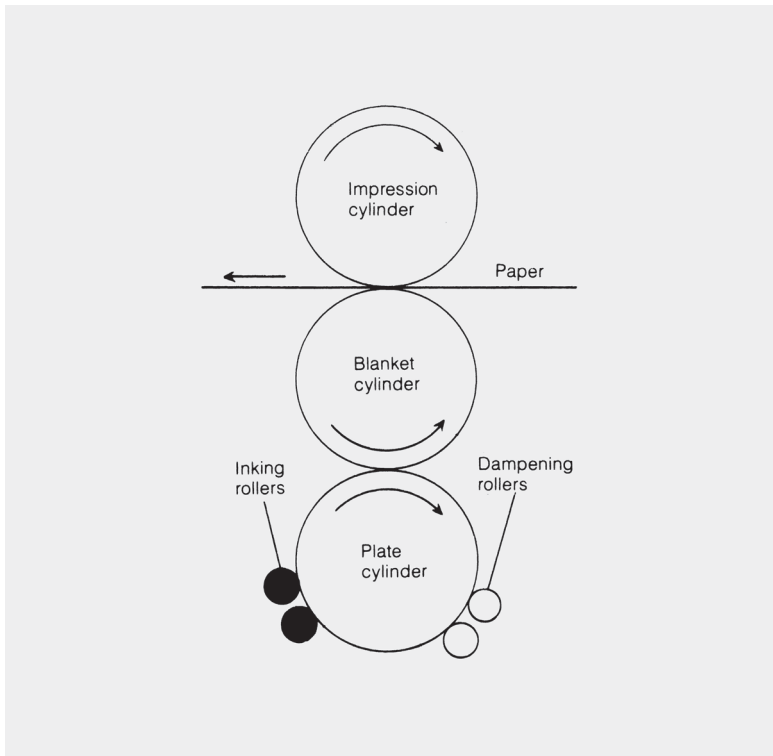 Impression
cylinder
Paper
Blanket
cylinder
Inking
rollers
Dampening
rollers
Plate
cylinder